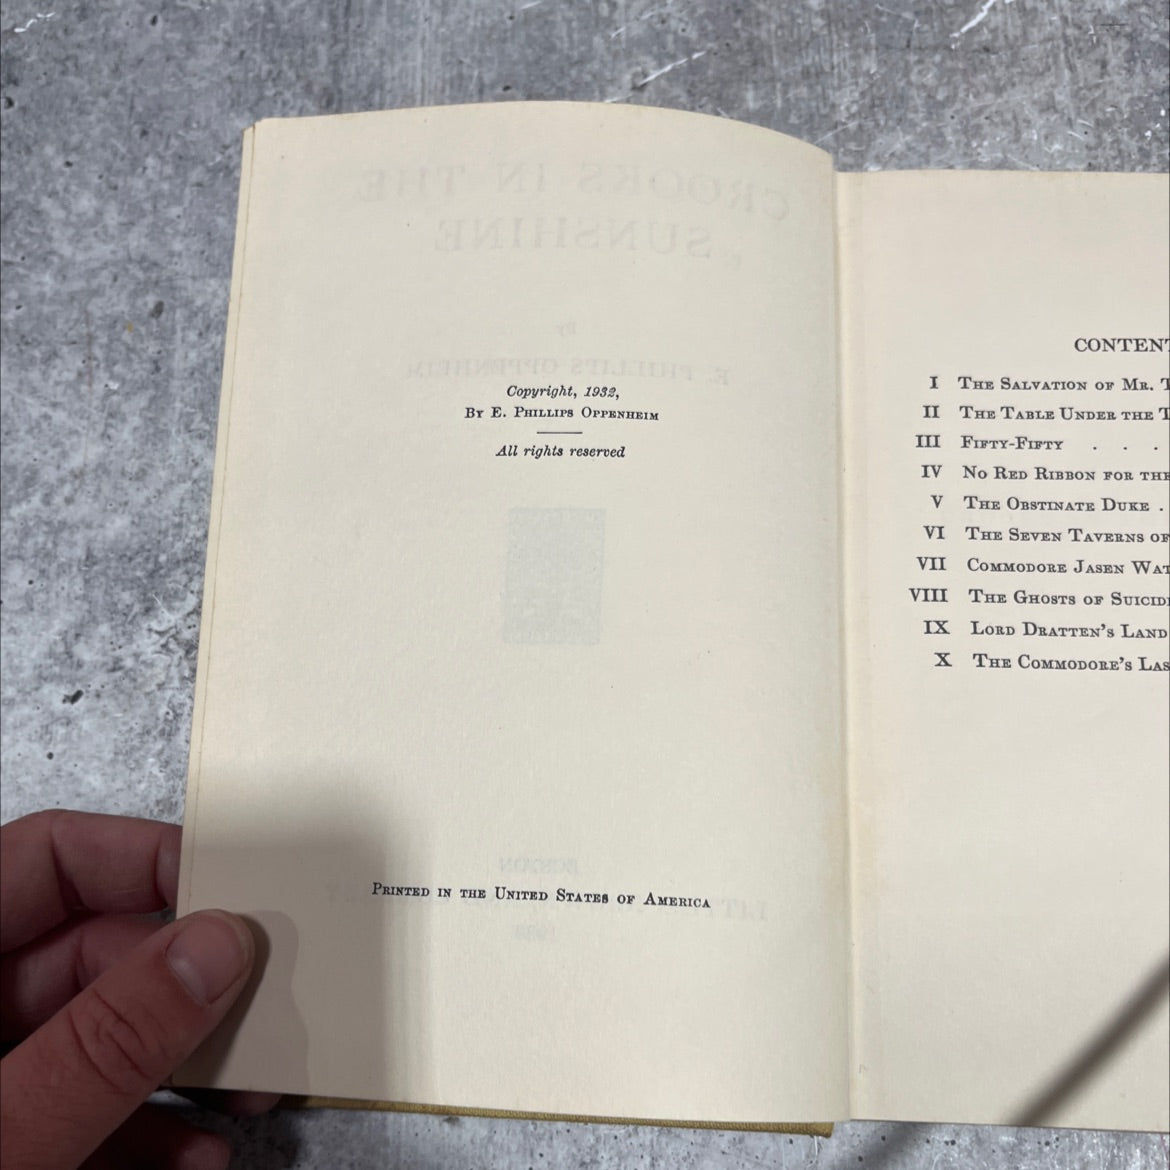 CROOKS IN THE
SUNSHINE
By
E. PHILLIPS OPPENHEIM
Copyright, 1932,
BY E. PHILLIPS OPPENHEIM
All rights reserved
BOSTON
PRINTED IN THE UNITED STATES OF AMERICA
CONTENT
I THE SALVATION OF MR. T
II THE TABLE UNDER THE T
III FIFTY-FIFTY . . .
IV NO RED RIBBON FOR THE
V THE OBSTINATE DUKE .
VI THE SEVEN TAVERNS OF
VII COMMODORE JASEN WAT
VIII THE GHOSTS OF SUICID
IX LORD DRATTEN'S LAND
X THE COMMODORE'S LAS